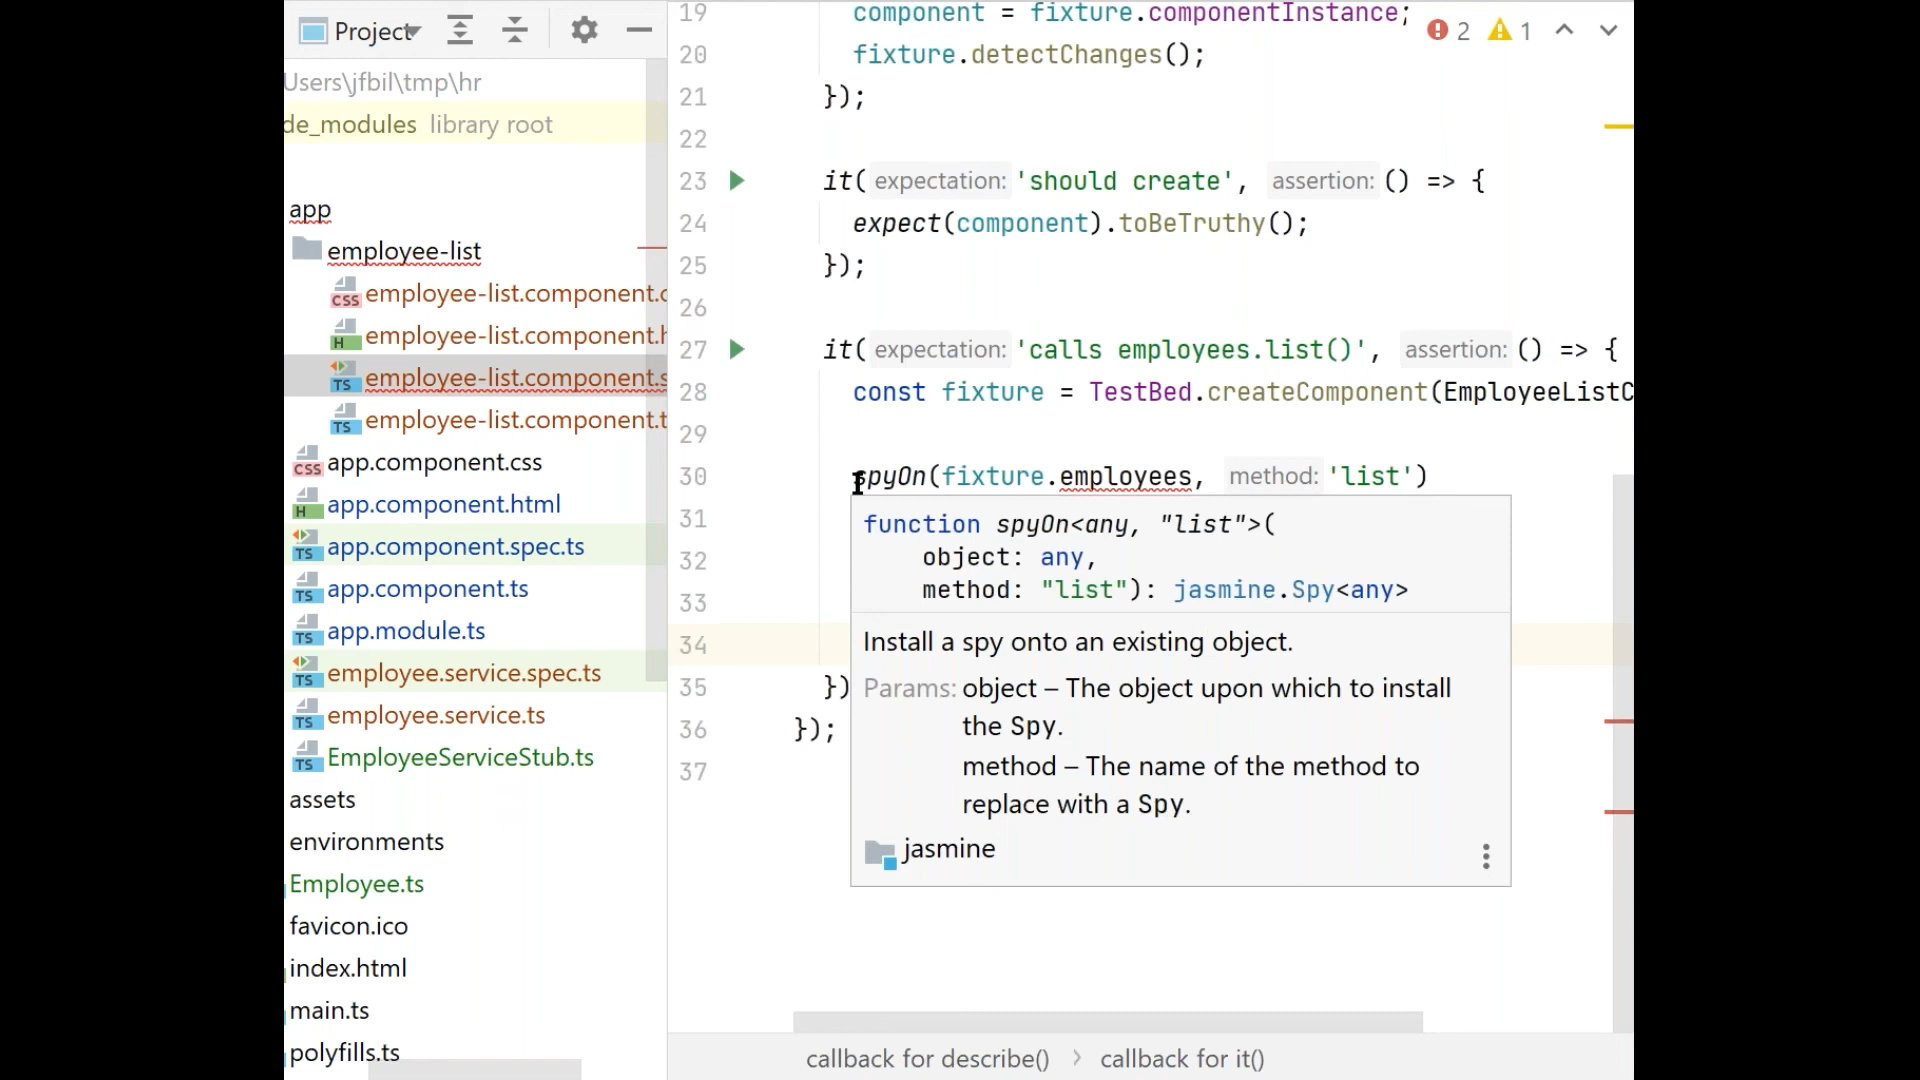 Project
Users\jfbil\tmp\hr
de_modules library root
app
employee-list
employee-list.component.c
employee-list.component.h
employee-list.component.s
employee-list.component.t
app.component.css
app.component.html
app.component.spec.ts
app.component.ts
app.module.ts
employee.service.spec.ts
employee.service.ts
EmployeeServiceStub.ts
assets
environments
Employee.ts
favicon.ico
index.html
main.ts
polyfills.ts
2 1
19 component = fixture.componentInstance;
20 fixture.detectChanges();
21 });
22
23 it( expectation: 'should create', assertion: () => {
24 expect(component).toBeTruthy();
25 });
26
27 it( expectation: 'calls employees.list()', assertion: () => {
28 const fixture = TestBed.createComponent(EmployeeListC
29
30 spyOn(fixture.employees, method: 'list')
31
32
33
34
35 })
36 });
37
function spyOn<any, "list">(
object: any,
method: "list"): jasmine.Spy<any>
Install a spy onto an existing object.
Params: object – The object upon which to install
the Spy.
method – The name of the method to
replace with a Spy.
jasmine
callback for describe() > callback for it()